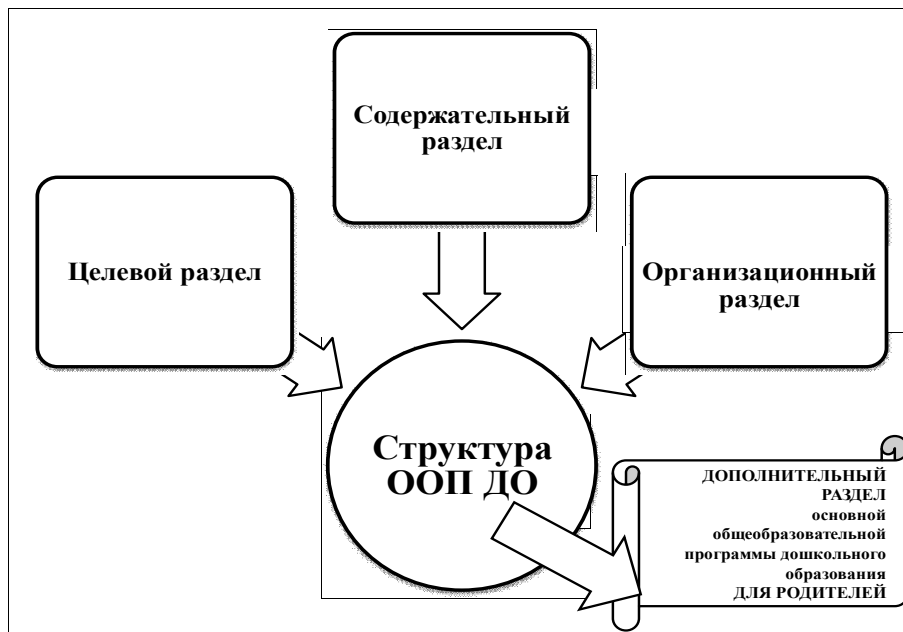 Содержательный
раздел
Целевой раздел
Организационный
раздел
Структура
ООП ДО
ДОПОЛНИТЕЛЬНЫЙ
РАЗДЕЛ
основной
общеобразовательной
программы дошкольного
образования
ДЛЯ РОДИТЕЛЕЙ